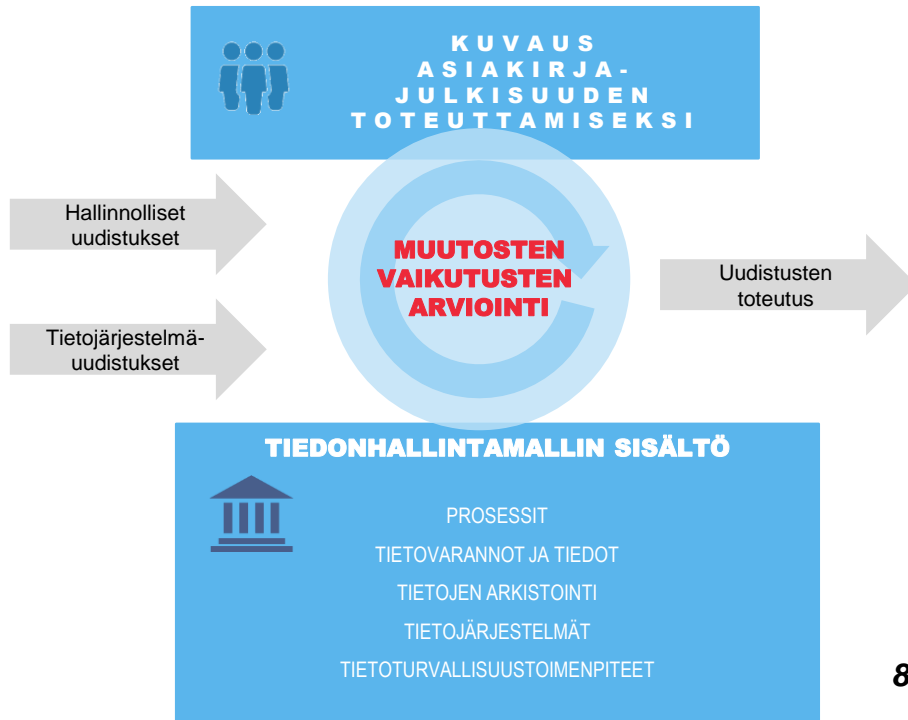 KUVAUS
ASIAKIRJA-
JULKISUUDEN
TOTEUTTAMISEKSI
Hallinnolliset
uudistukset
MUUTOSTEN
VAIKUTUSTEN
ARVIOINTI
Uudistusten
toteutus
Tietojärjestelmä-
uudistukset
TIEDONHALLINTAMALLIN SISÄLTÖ
PROSESSIT
TIETOVARANNOT JA TIEDOT
TIETOJEN ARKISTOINTI
TIETOJÄRJESTELMÄT
TIETOTURVALLISUUSTOIMENPITEET
8